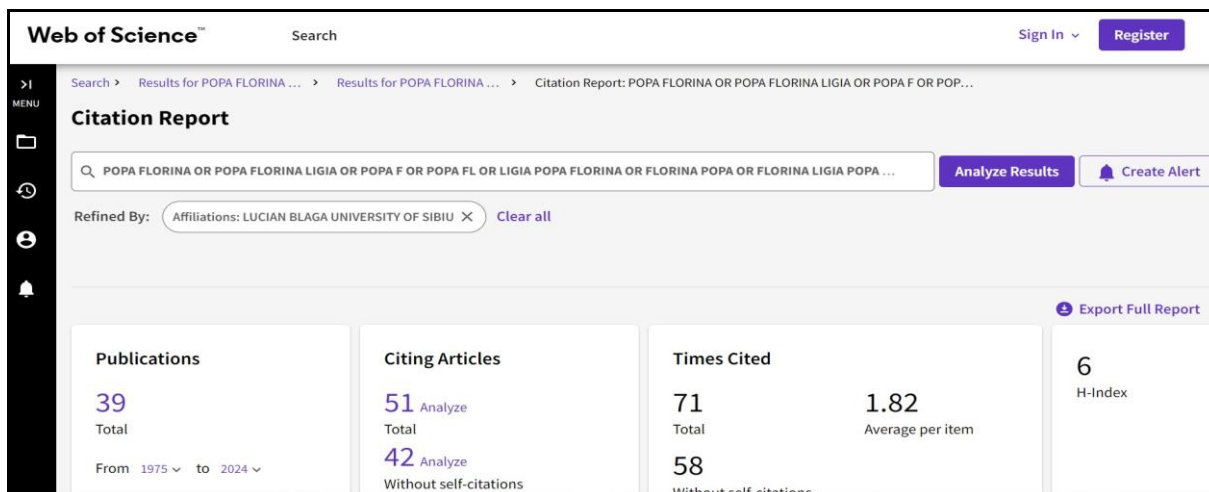 Web of Science™ Search Sign In Register
MENU
Search > Results for POPA FLORINA ... > Results for POPA FLORINA ... > Citation Report: POPA FLORINA OR POPA FLORINA LIGIA OR POPA F OR POP...
Citation Report
POPA FLORINA OR POPA FLORINA LIGIA OR POPA F OR POPA FL OR LIGIA POPA FLORINA OR FLORINA POPA OR FLORINA LIGIA POPA ... Analyze Results Create Alert
Refined By: Affiliations: LUCIAN BLAGA UNIVERSITY OF SIBIU X Clear all
Export Full Report
Publications
39
Total
From 1975 to 2024
Citing Articles
51 Analyze
Total
42 Analyze
Without self-citations
Times Cited
71
Total
1.82
Average per item
58
Without self-citations
6
H-Index